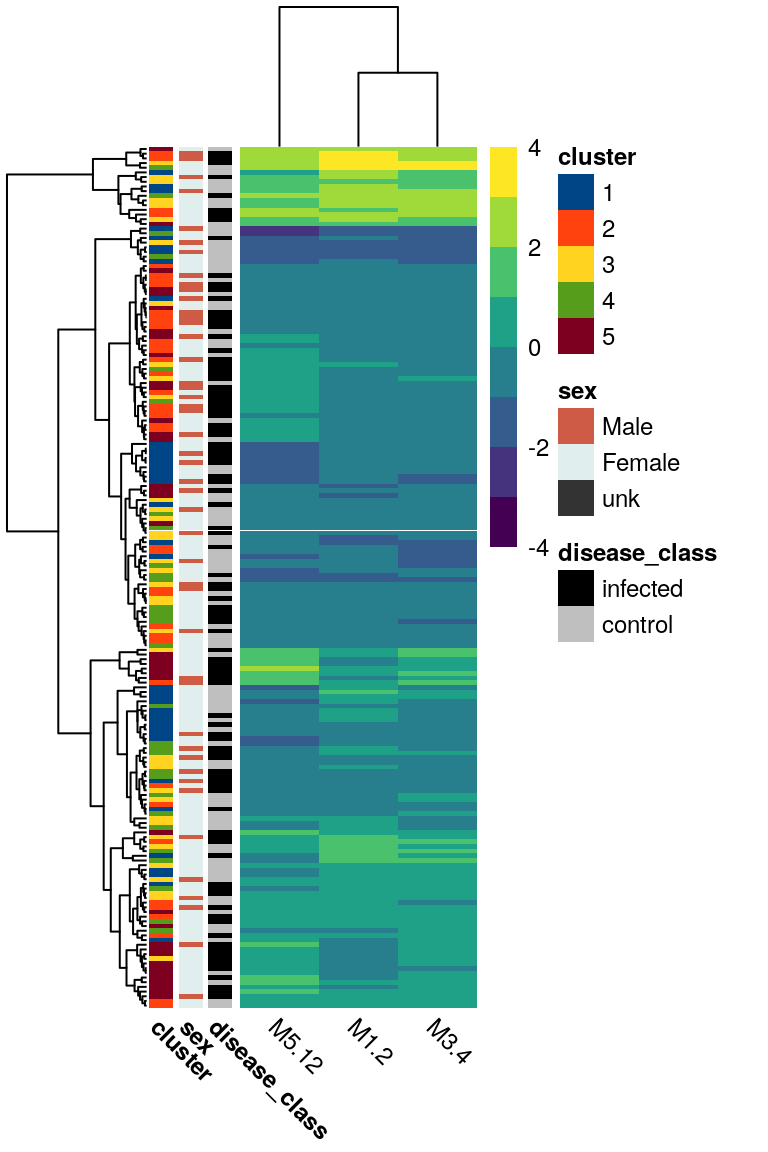 4
2
0
-2
-4
cluster
1
2
3
4
5
sex
Male
Female
unk
disease_class
infected
control
cluster
sex
disease_class
M5.12
M1.2
M3.4